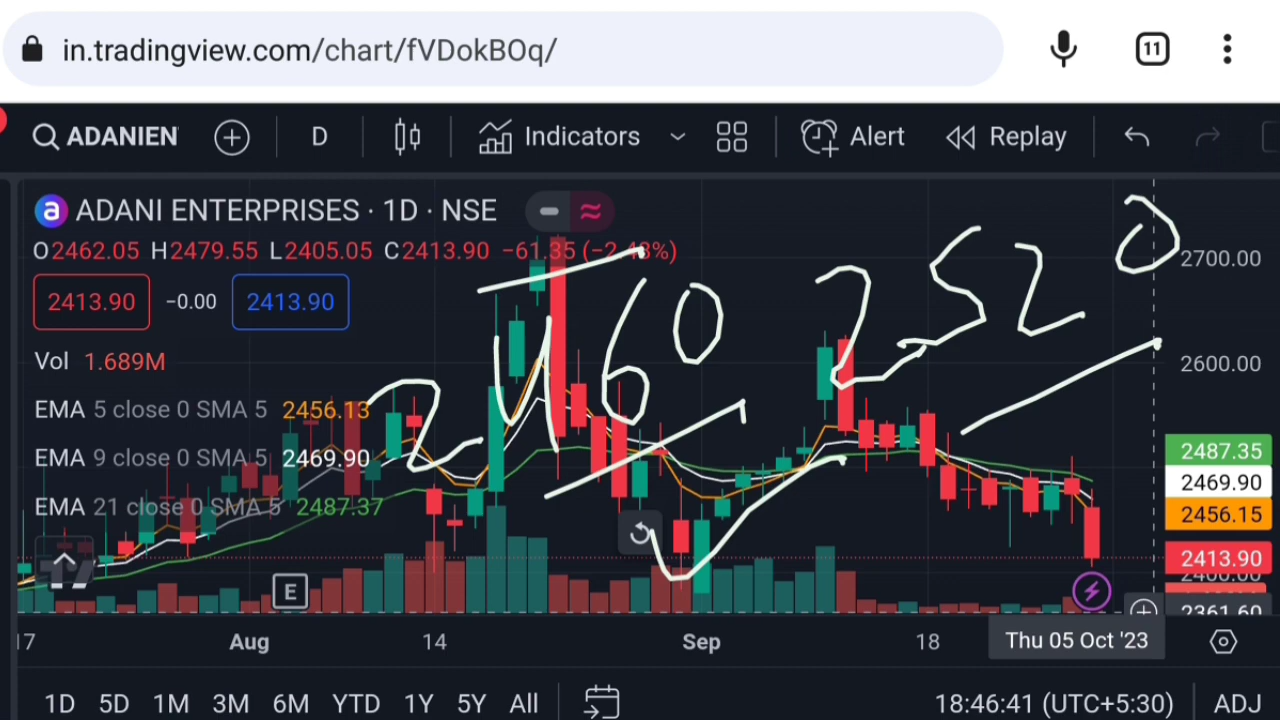 in.tradingview.com/chart/fVDokBOq/
11
ADANIEN
D
Indicators
Alert
Replay
a ADANI ENTERPRISES · 1D · NSE
O2462.05 H2479.55 L2405.05 C2413.90 −61.35 (−2.48%)
2413.90 −0.00 2413.90
Vol 1.689M
EMA 5 close 0 SMA 5 2456.13
EMA 9 close 0 SMA 5 2469.90
EMA 21 close 0 SMA 5 2487.37
2460
2520
2700.00
2600.00
2487.35
2469.90
2456.15
2413.90
2400.00
2361.60
E
17 Aug 14 Sep 18 Thu 05 Oct '23
1D 5D 1M 3M 6M YTD 1Y 5Y All 18:46:41 (UTC+5:30) ADJ